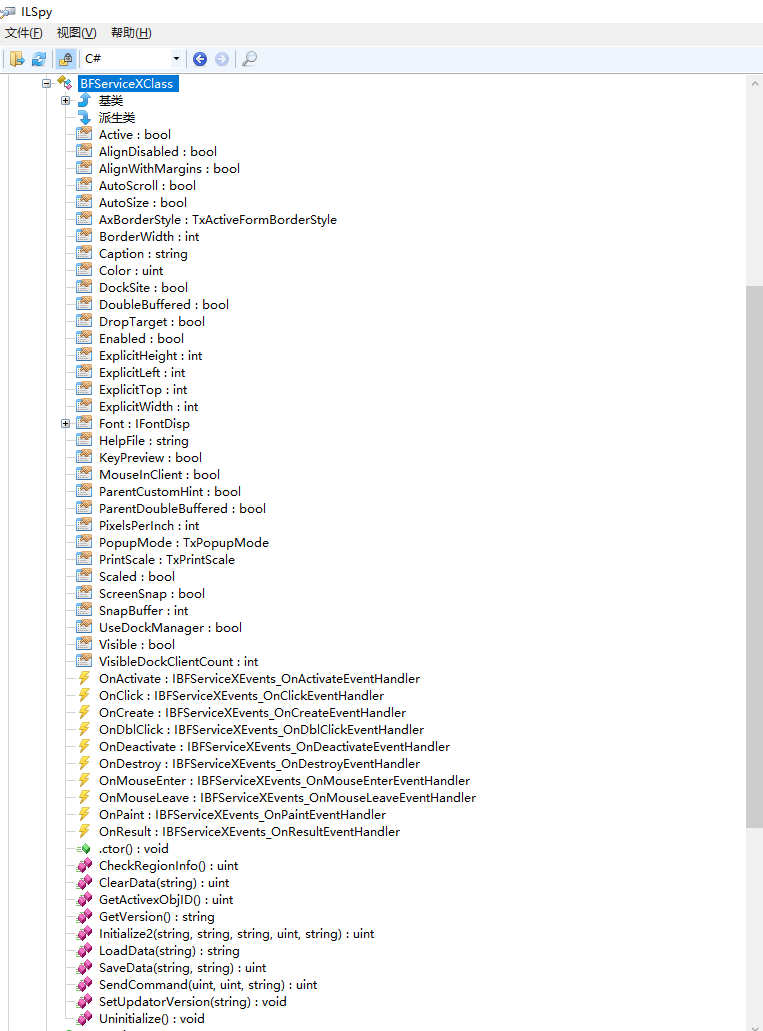 ILSpy
文件(F) 视图(V) 帮助(H)
C#
BFServiceXClass
基类
派生类
Active : bool
AlignDisabled : bool
AlignWithMargins : bool
AutoScroll : bool
AutoSize : bool
AxBorderStyle : TxActiveFormBorderStyle
BorderWidth : int
Caption : string
Color : uint
DockSite : bool
DoubleBuffered : bool
DropTarget : bool
Enabled : bool
ExplicitHeight : int
ExplicitLeft : int
ExplicitTop : int
ExplicitWidth : int
Font : IFontDisp
HelpFile : string
KeyPreview : bool
MouseInClient : bool
ParentCustomHint : bool
ParentDoubleBuffered : bool
PixelsPerInch : int
PopupMode : TxPopupMode
PrintScale : TxPrintScale
Scaled : bool
ScreenSnap : bool
SnapBuffer : int
UseDockManager : bool
Visible : bool
VisibleDockClientCount : int
OnActivate : IBFServiceXEvents_OnActivateEventHandler
OnClick : IBFServiceXEvents_OnClickEventHandler
OnCreate : IBFServiceXEvents_OnCreateEventHandler
OnDblClick : IBFServiceXEvents_OnDblClickEventHandler
OnDeactivate : IBFServiceXEvents_OnDeactivateEventHandler
OnDestroy : IBFServiceXEvents_OnDestroyEventHandler
OnMouseEnter : IBFServiceXEvents_OnMouseEnterEventHandler
OnMouseLeave : IBFServiceXEvents_OnMouseLeaveEventHandler
OnPaint : IBFServiceXEvents_OnPaintEventHandler
OnResult : IBFServiceXEvents_OnResultEventHandler
.ctor() : void
CheckRegionInfo() : uint
ClearData(string) : uint
GetActivexObjID() : uint
GetVersion() : string
Initialize2(string, string, string, uint, string) : uint
LoadData(string) : string
SaveData(string, string) : uint
SendCommand(uint, uint, string) : uint
SetUpdatorVersion(string) : void
Uninitialize() : void